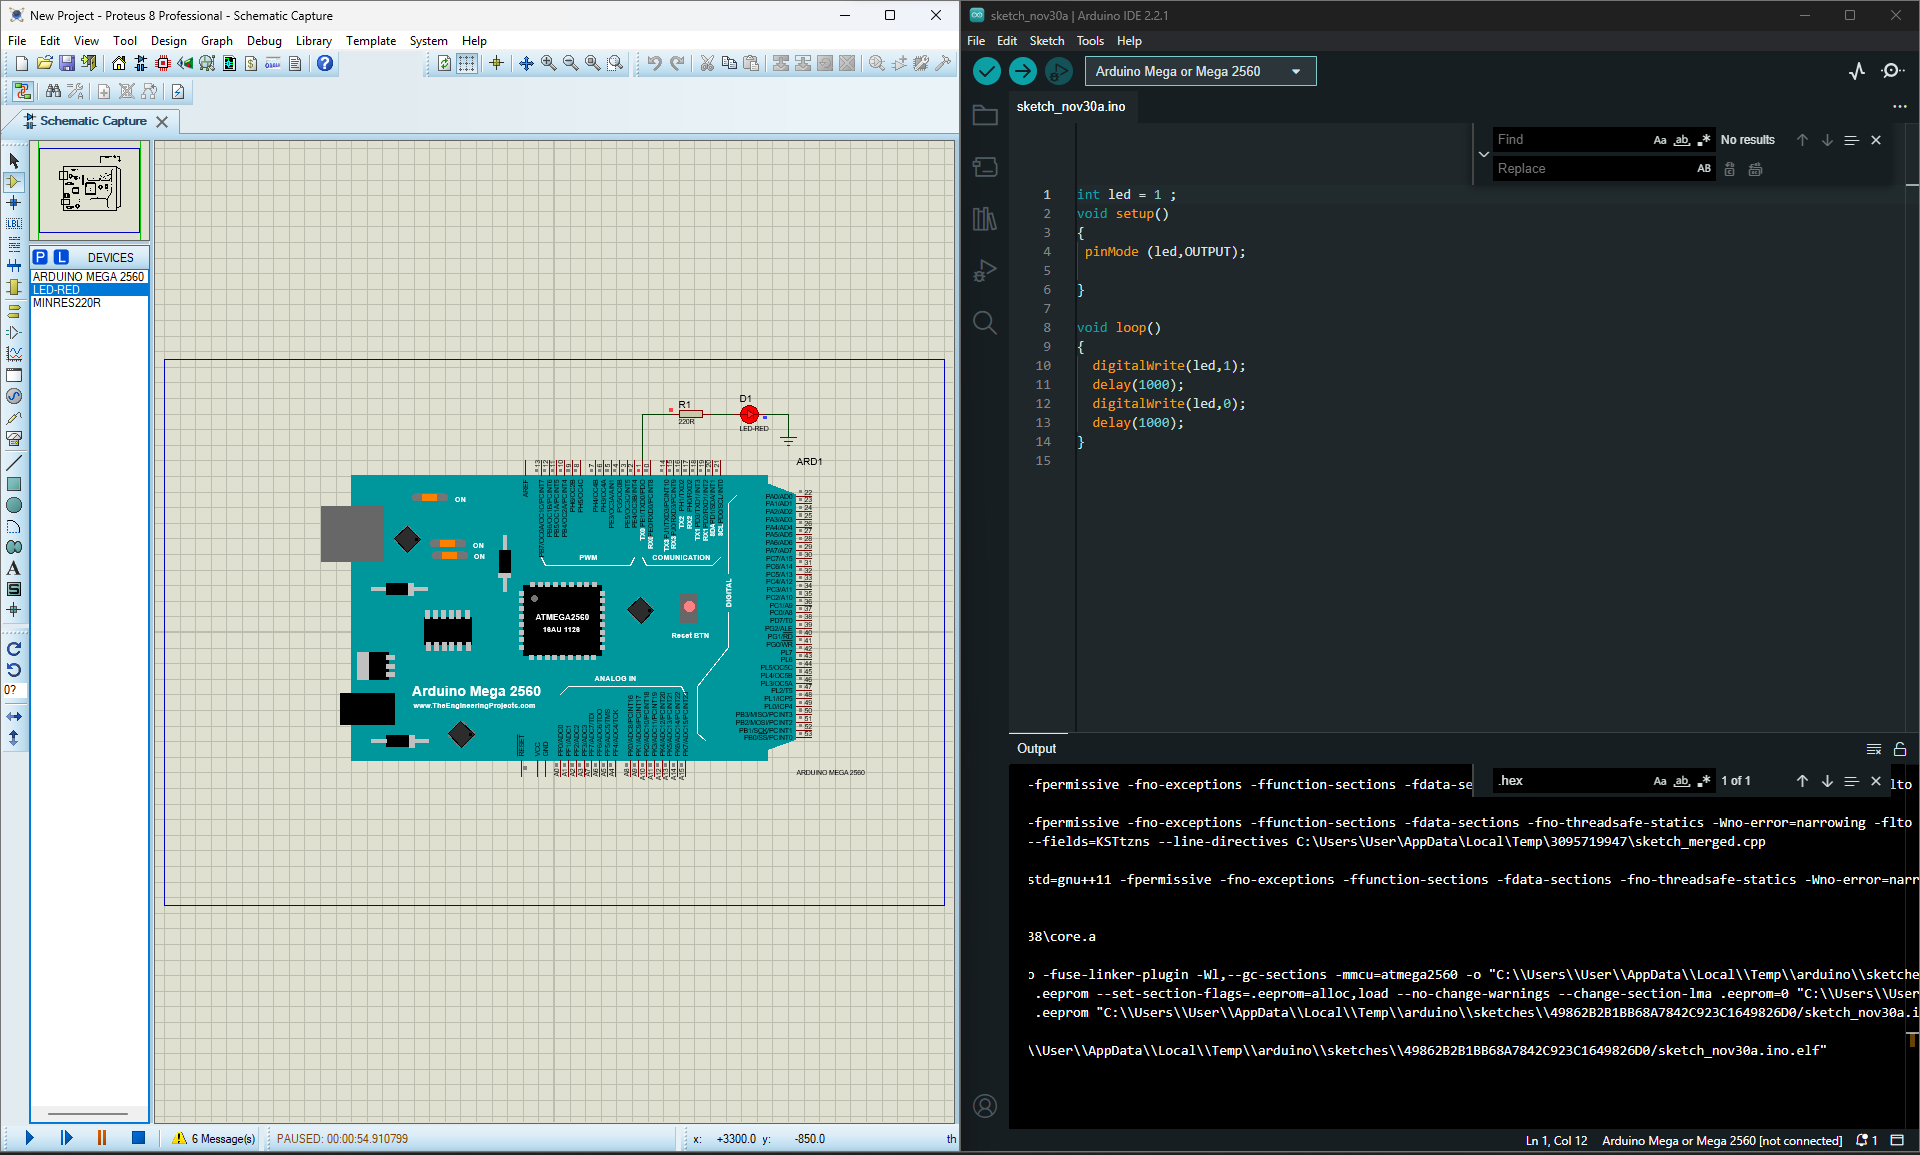 New Project - Proteus 8 Professional - Schematic Capture
File Edit View Tool Design Graph Debug Library Template System Help
Schematic Capture
P L DEVICES
ARDUINO MEGA 2560
LED-RED
MINRES220R
LBL
A
0?
R1
220R
D1
LED-RED
ARD1
AREF
ON
ON
ON
PWM
COMUNICATION
DIGITAL
ATMEGA2560
16AU 1126
Reset BTN
ANALOG IN
Arduino Mega 2560
www.TheEngineeringProjects.com
RESET
VCC
GND
ARDUINO MEGA 2560
6 Message(s)
PAUSED: 00:00:54.910799
x: +3300.0 y: -850.0 th
sketch_nov30a | Arduino IDE 2.2.1
File Edit Sketch Tools Help
Arduino Mega or Mega 2560
sketch_nov30a.ino
Find Aa ab .* No results
Replace AB
1 int led = 1 ;
2 void setup()
3 {
4 pinMode (led,OUTPUT);
5
6 }
7
8 void loop()
9 {
10 digitalWrite(led,1);
11 delay(1000);
12 digitalWrite(led,0);
13 delay(1000);
14 }
15
Output
.hex Aa ab .* 1 of 1
-fpermissive -fno-exceptions -ffunction-sections -fdata-se lto
-fpermissive -fno-exceptions -ffunction-sections -fdata-sections -fno-threadsafe-statics -Wno-error=narrowing -flto
--fields=KSTtzns --line-directives C:\Users\User\AppData\Local\Temp\3095719947\sketch_merged.cpp
std=gnu++11 -fpermissive -fno-exceptions -ffunction-sections -fdata-sections -fno-threadsafe-statics -Wno-error=narr
38\core.a
o -fuse-linker-plugin -Wl,--gc-sections -mmcu=atmega2560 -o "C:\\Users\\User\\AppData\\Local\\Temp\\arduino\\sketche
.eeprom --set-section-flags=.eeprom=alloc,load --no-change-warnings --change-section-lma .eeprom=0 "C:\\Users\\User
.eeprom "C:\\Users\\User\\AppData\\Local\\Temp\\arduino\\sketches\\49862B2B1BB68A7842C923C1649826D0/sketch_nov30a.i
\\User\\AppData\\Local\\Temp\\arduino\\sketches\\49862B2B1BB68A7842C923C1649826D0/sketch_nov30a.ino.elf"
Ln 1, Col 12 Arduino Mega or Mega 2560 [not connected] 1